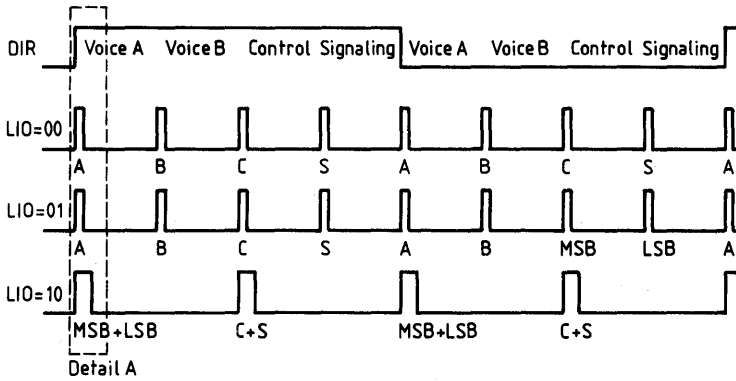 DIR Voice A Voice B Control Signaling Voice A Voice B Control Signaling
LIO=00
A B C S A B C S A
LIO=01
A B C S A B MSB LSB A
LIO=10
MSB+LSB C+S MSB+LSB C+S
Detail A